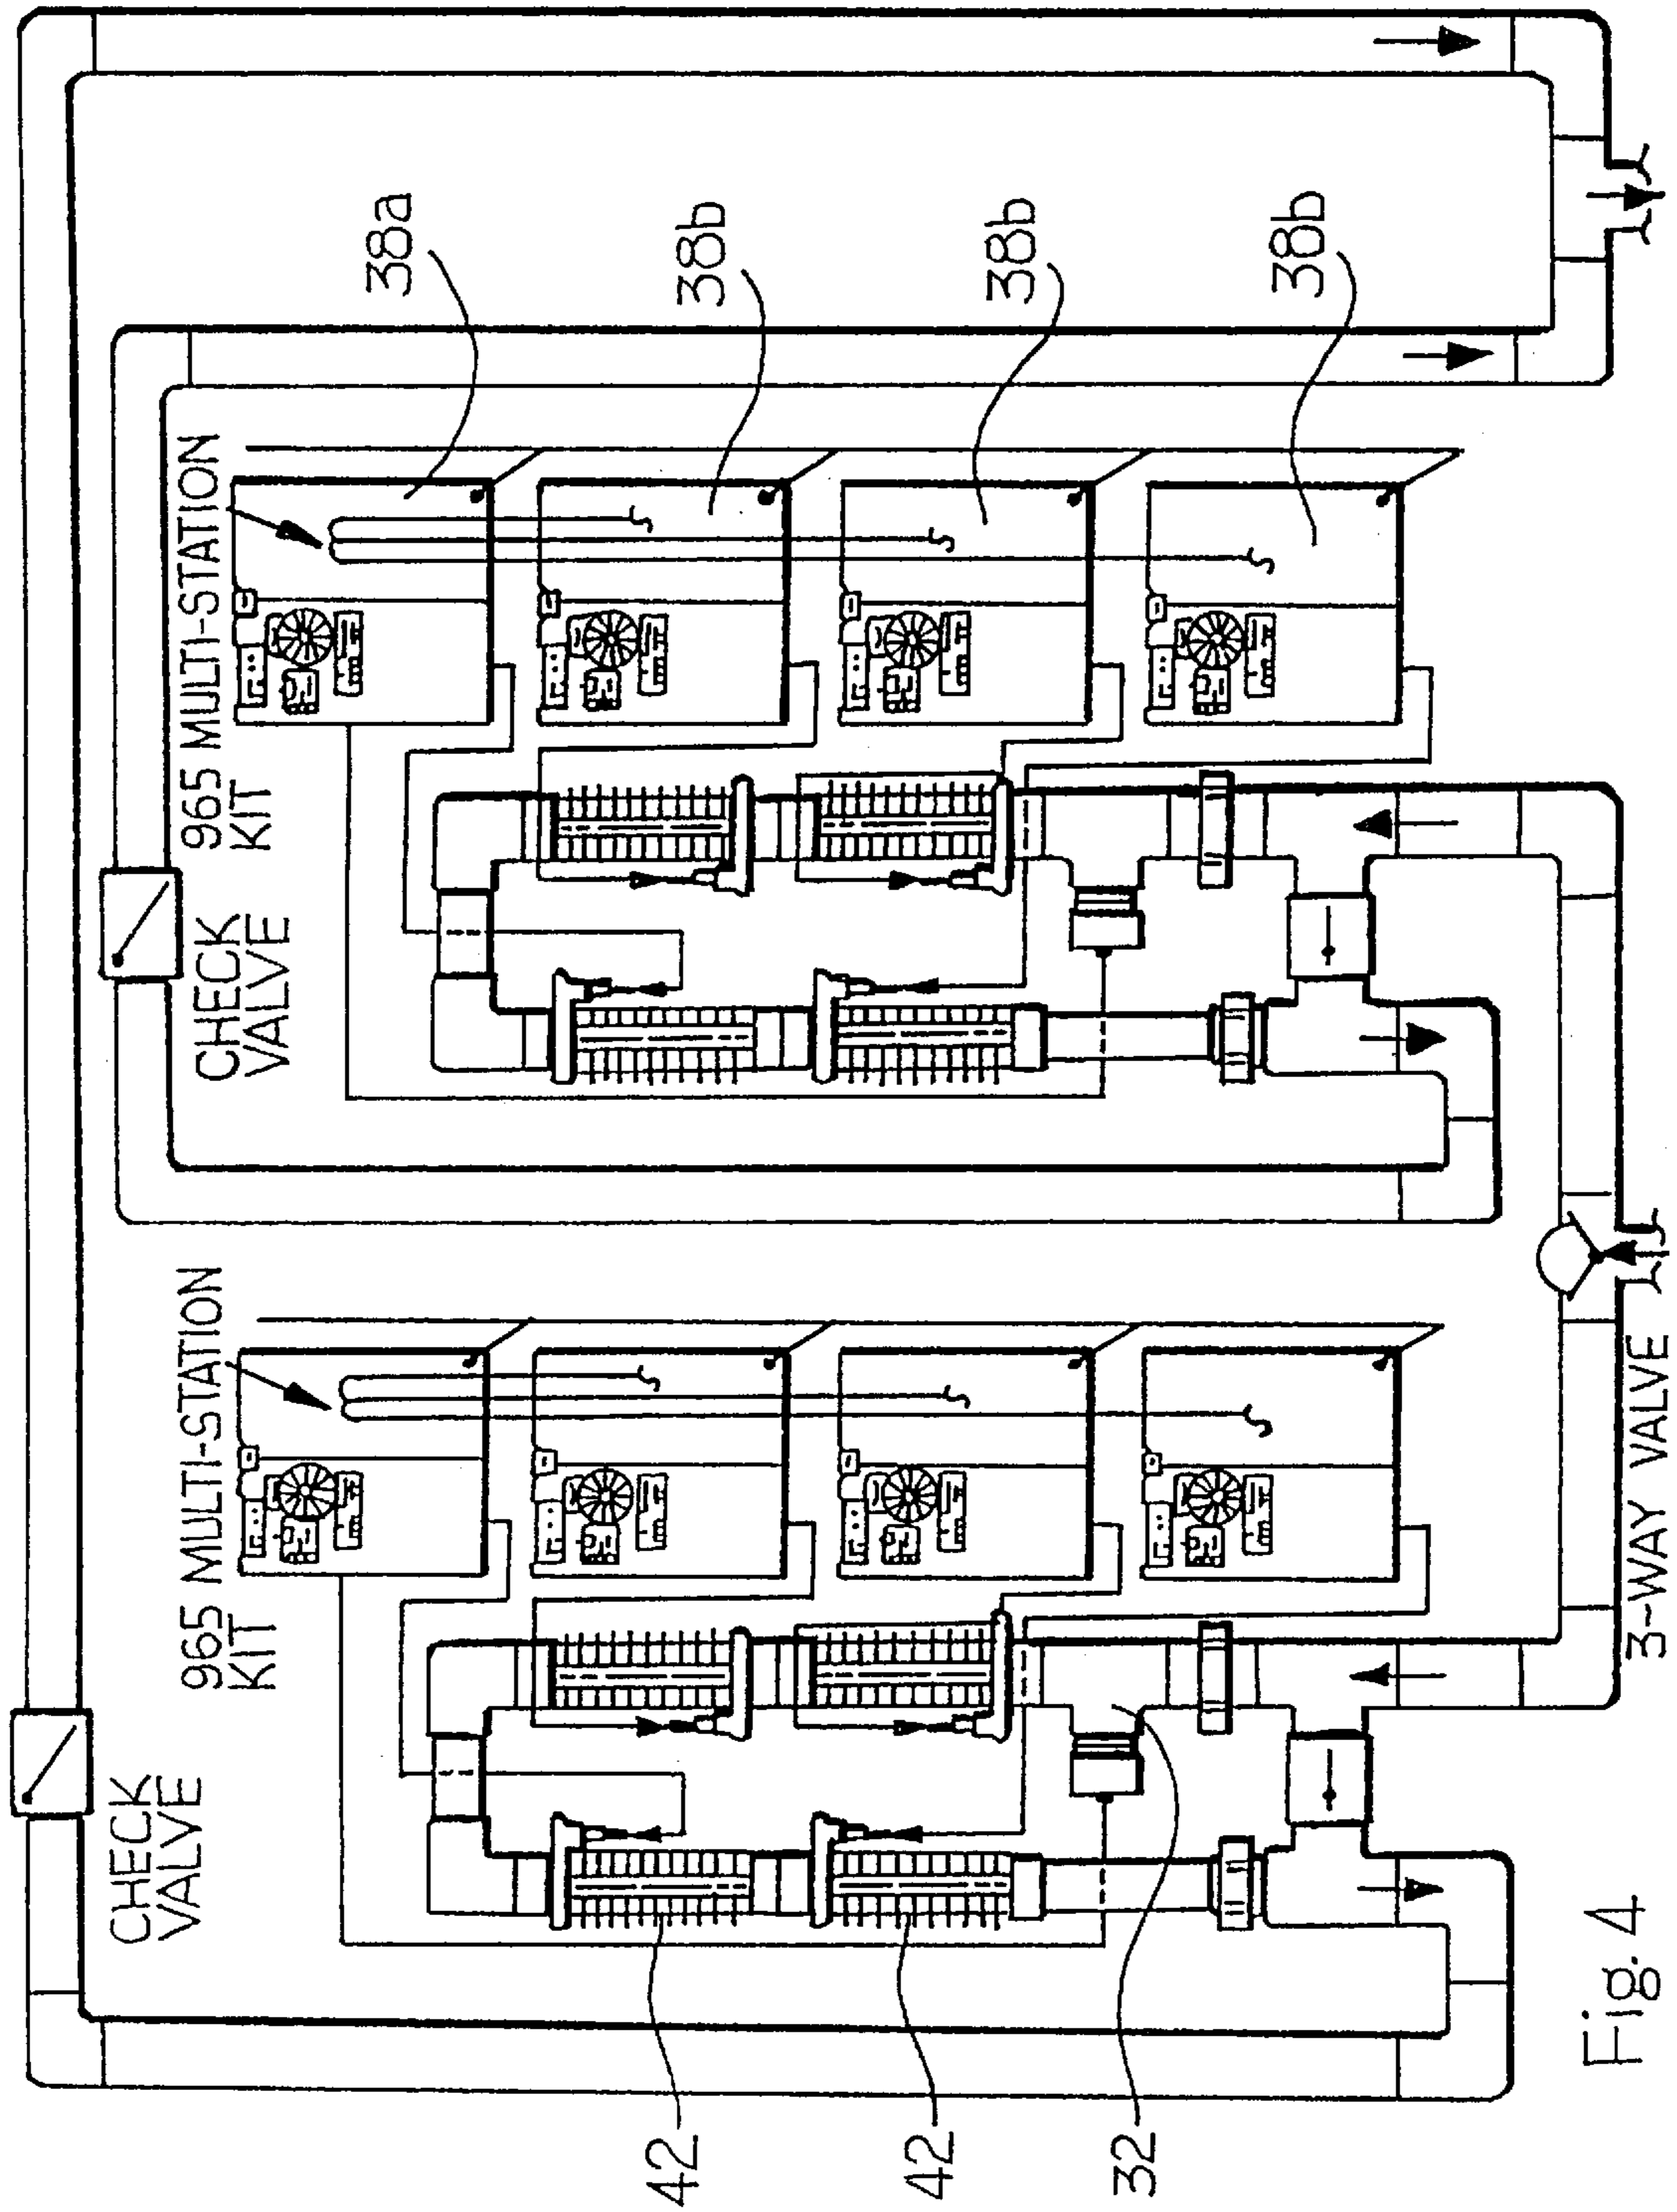 CHECK
VALVE
965 MULTI-STATION
KIT
CHECK
VALVE
965 MULTI-STATION
KIT
38a
38b
38b
38b
42
42
32
3-WAY VALVE
Fig. 4